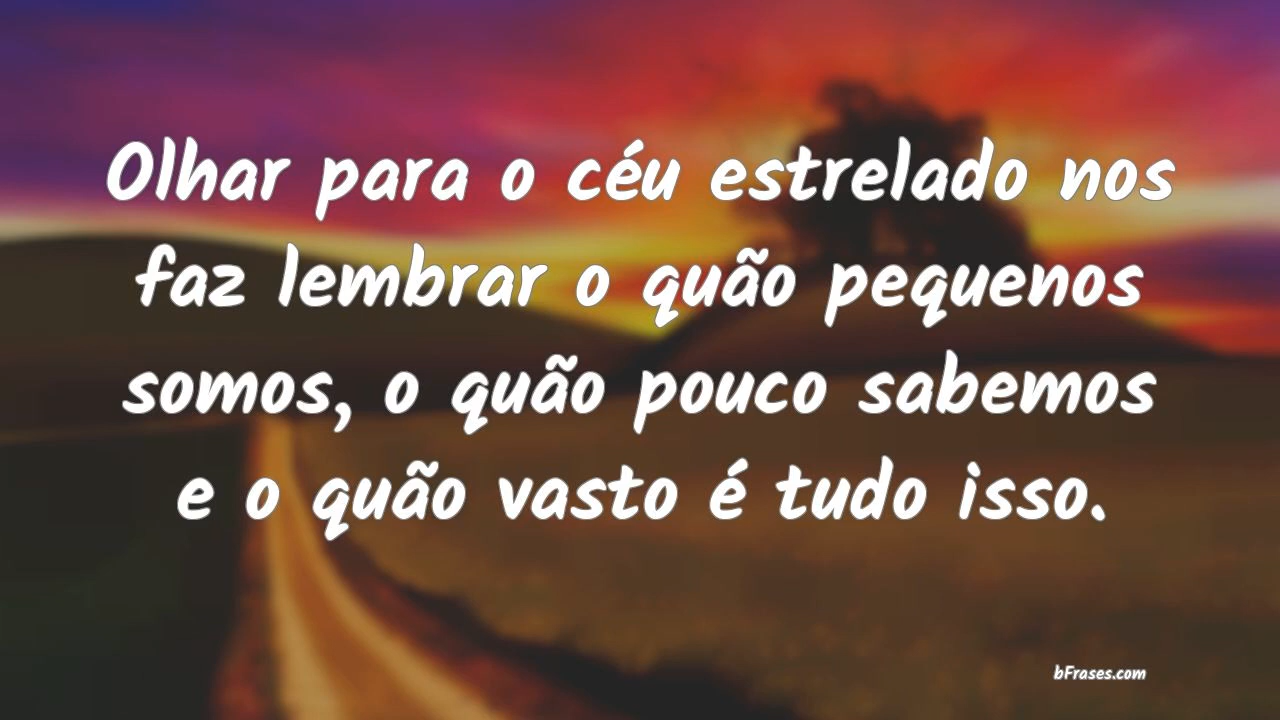 Olhar para o céu estrelado nos
faz lembrar o quão pequenos
somos, o quão pouco sabemos
e o quão vasto é tudo isso.
bFrases.com